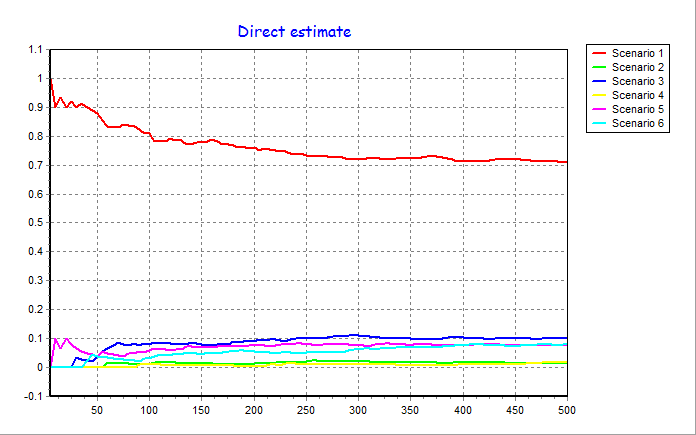 Direct estimate
1.1
1
0.9
0.8
0.7
0.6
0.5
0.4
0.3
0.2
0.1
0
-0.1
50 100 150 200 250 300 350 400 450 500
Scenario 1
Scenario 2
Scenario 3
Scenario 4
Scenario 5
Scenario 6